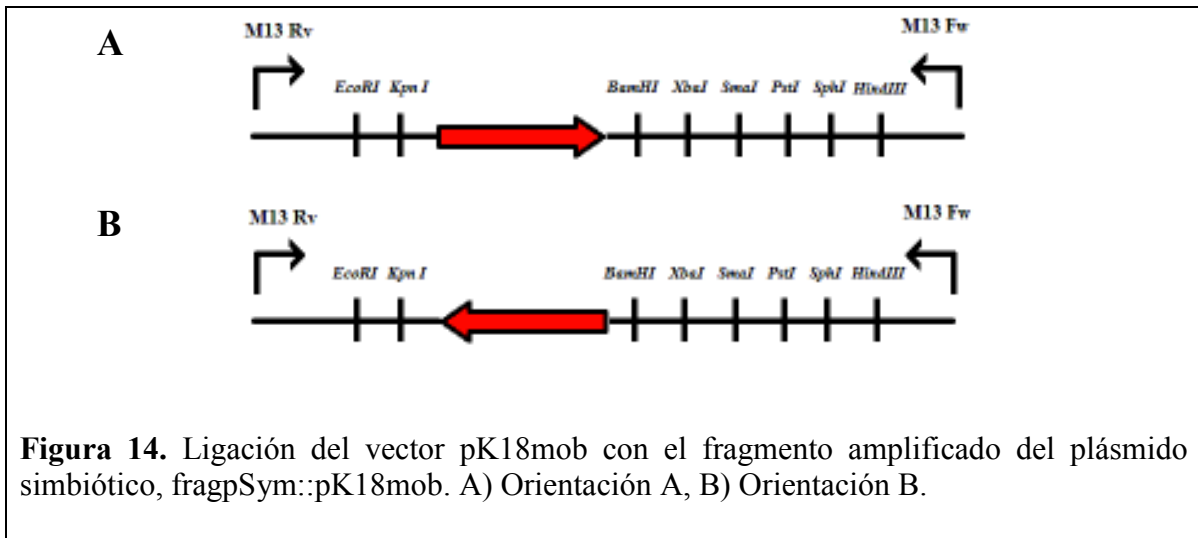 A
M13 Rv
M13 Fw
EcoRI Kpn I BamHI XbaI SmaI PstI SphI HindIII
B
M13 Rv
M13 Fw
EcoRI Kpn I BamHI XbaI SmaI PstI SphI HindIII
Figura 14. Ligación del vector pK18mob con el fragmento amplificado del plásmido
simbiótico, fragpSym::pK18mob. A) Orientación A, B) Orientación B.